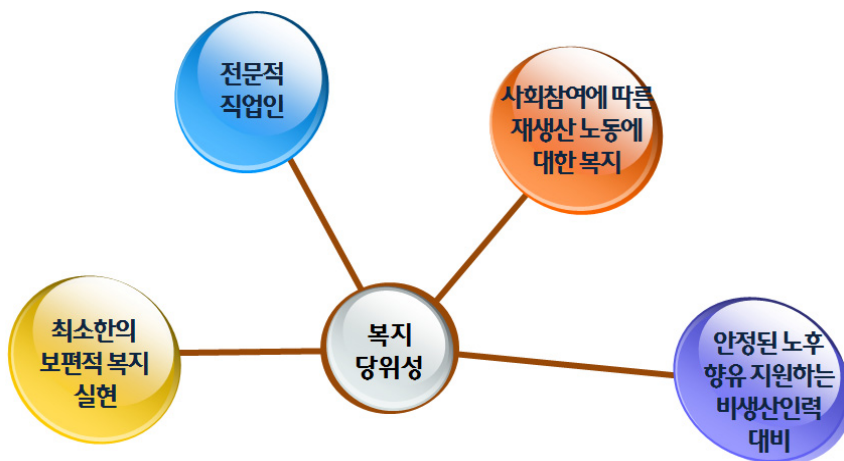 전문적
직업인
사회참여에 따른
재생산 노동에
대한 복지
최소한의
보편적 복지
실현
복지
당위성
안정된 노후
향유 지원하는
비생산인력
대비